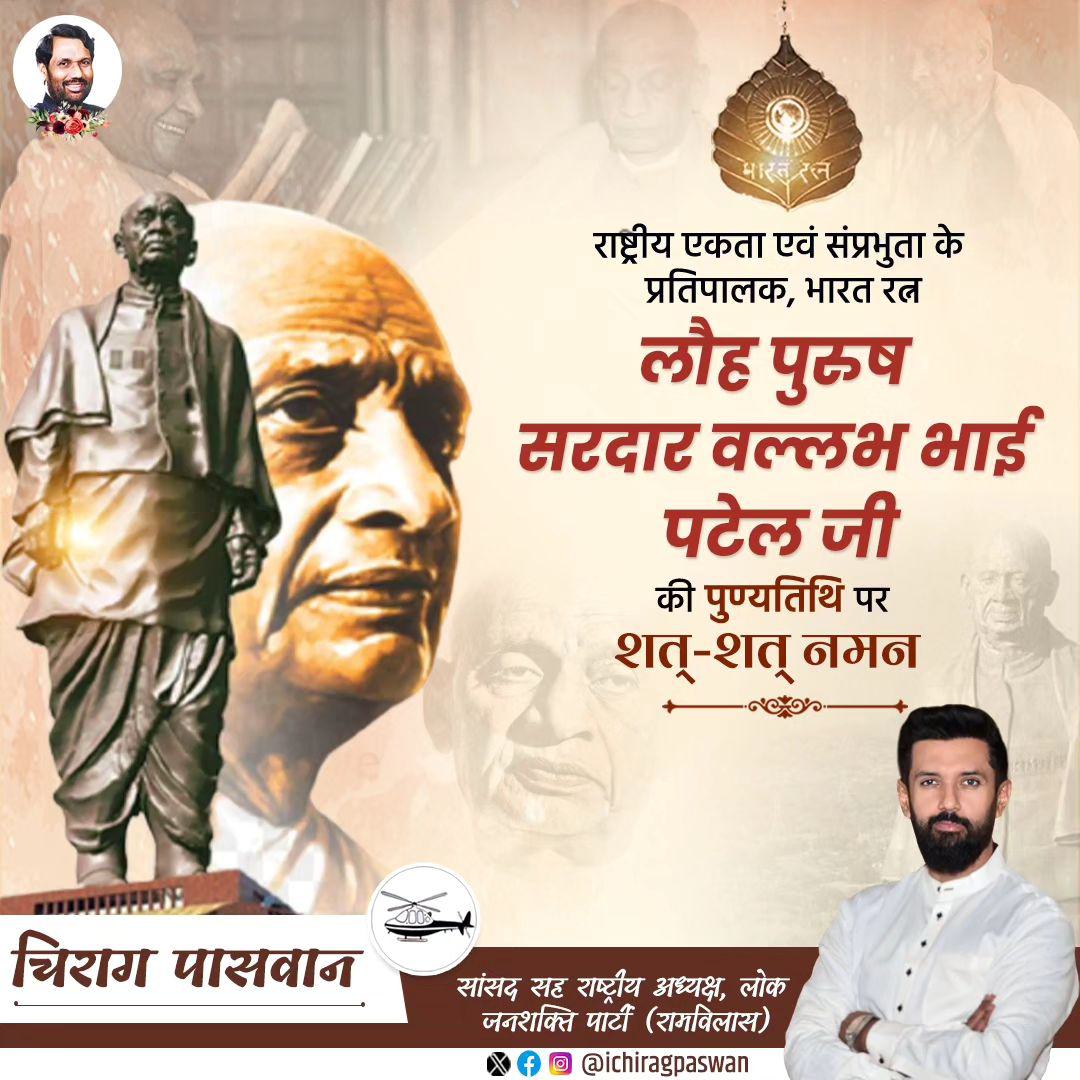 भारत रत्न
राष्ट्रीय एकता एवं संप्रभुता के
प्रतिपालक, भारत रत्न
लौह पुरुष
सरदार वल्लभ भाई
पटेल जी
की पुण्यतिथि पर
शत्-शत् नमन
चिराग पासवान
सांसद सह राष्ट्रीय अध्यक्ष, लोक
जनशक्ति पार्टी (रामविलास)
@ichiragpaswan